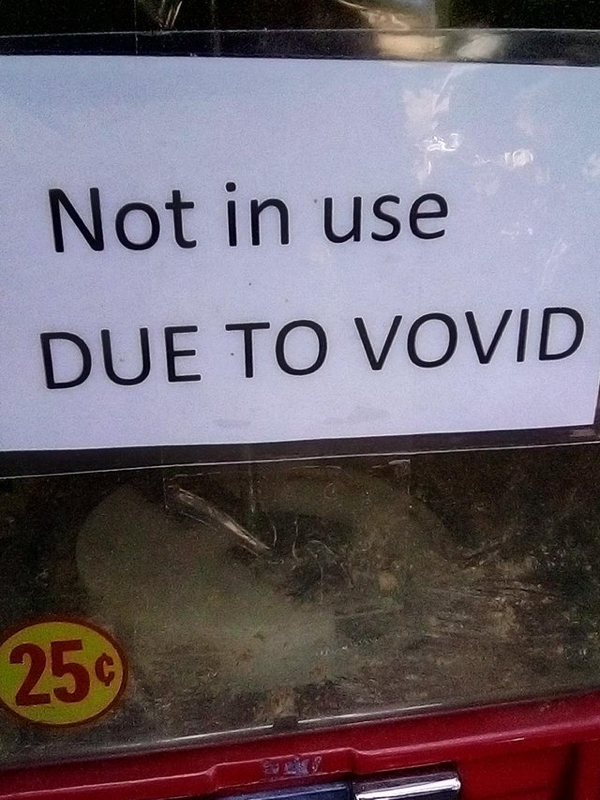 Not in use
DUE TO VOVID
25¢